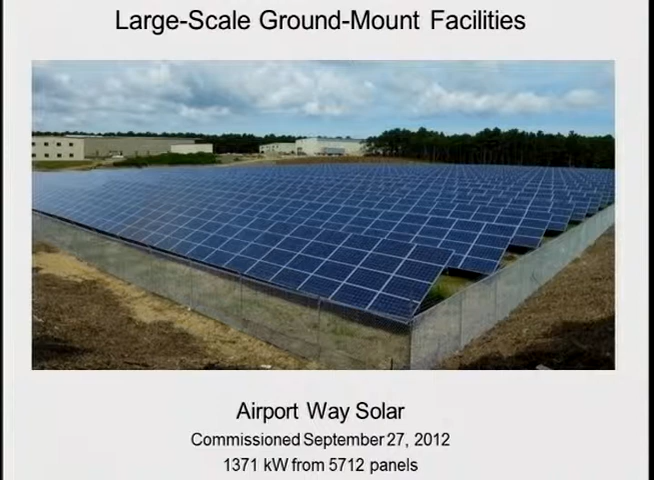 Large-Scale Ground-Mount Facilities
Airport Way Solar
Commissioned September 27, 2012
1371 kW from 5712 panels